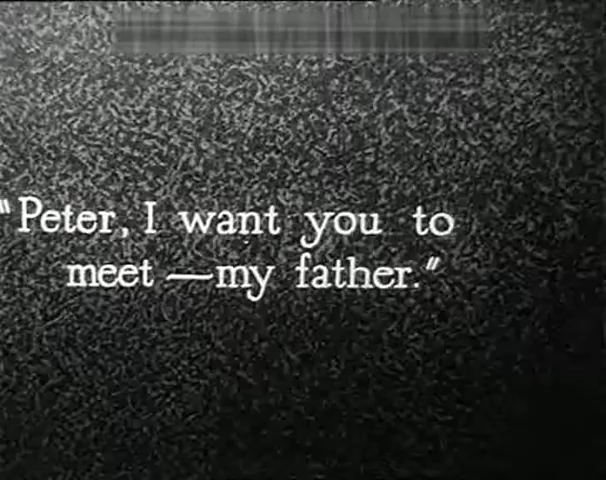 "Peter, I want you to
meet — my father."